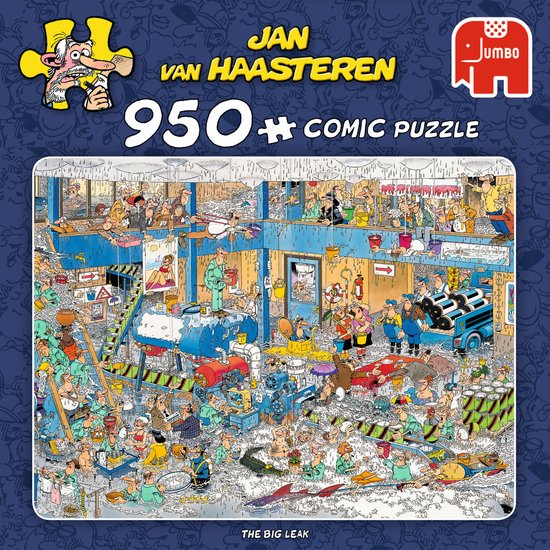 JAN
VAN HAASTEREN
JUMBO
950 COMIC PUZZLE
THE BIG LEAK